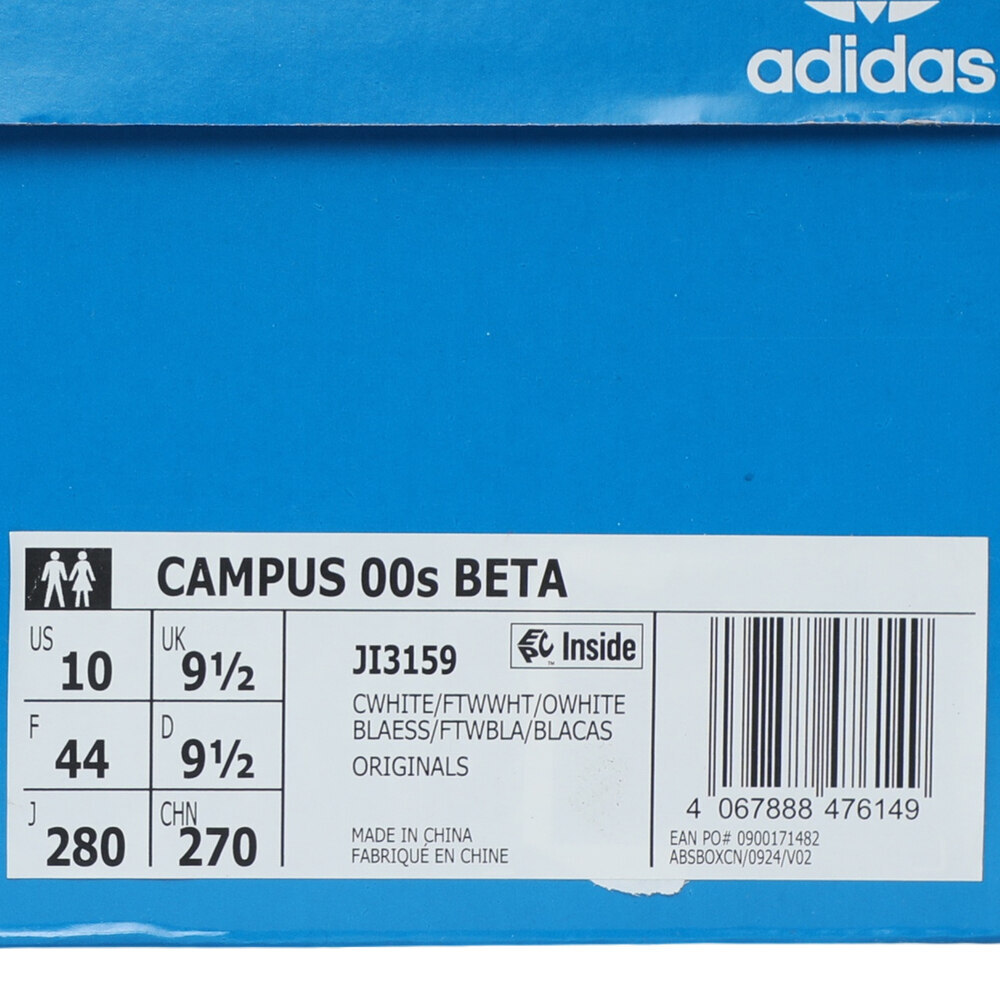 adidas
CAMPUS 00s BETA
US 10
UK 9½
F 44
D 9½
J 280
CHN 270
JI3159
Inside
™
CWHITE/FTWWHT/OWHITE
BLAESS/FTWBLA/BLACAS
ORIGINALS
MADE IN CHINA
FABRIQUÉ EN CHINE
4 067888 476149
EAN PO# 0900171482
ABSBOXCN/0924/V02